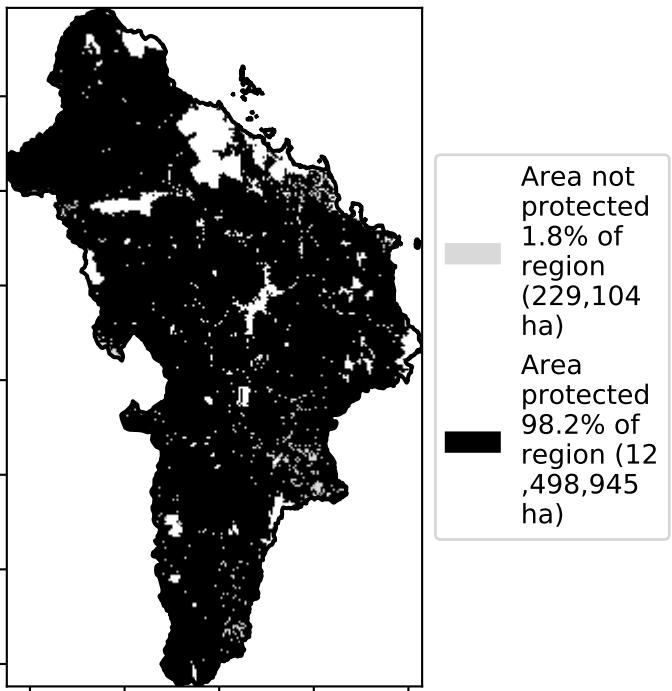 Area not
protected
1.8% of
region
(229,104
ha)
Area
protected
98.2% of
region (12
,498,945
ha)